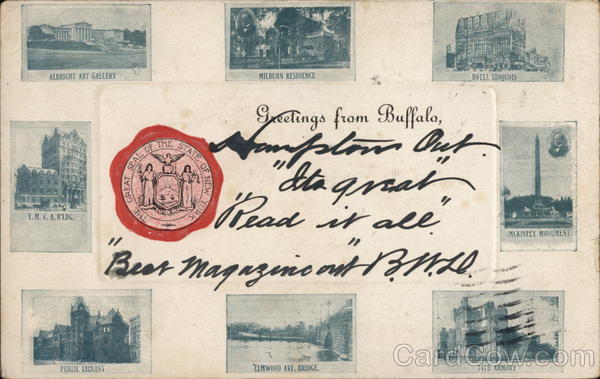 ALBRIGHT ART GALLERY
MILBURN RESIDENCE
HOTEL IROQUOIS
Greetings from Buffalo,
Hamptons Out.
"Its great"
"Read it all"
"Best Magazine out" B.W.D.
THE GREAT SEAL OF THE STATE OF NEW YORK
Y. M. C. A. B'LDG.
MCKINLEY MONUMENT
PUBLIC LIBRARY
ELMWOOD AVE. BRIDGE.
74TH ARMORY
CardCow.com